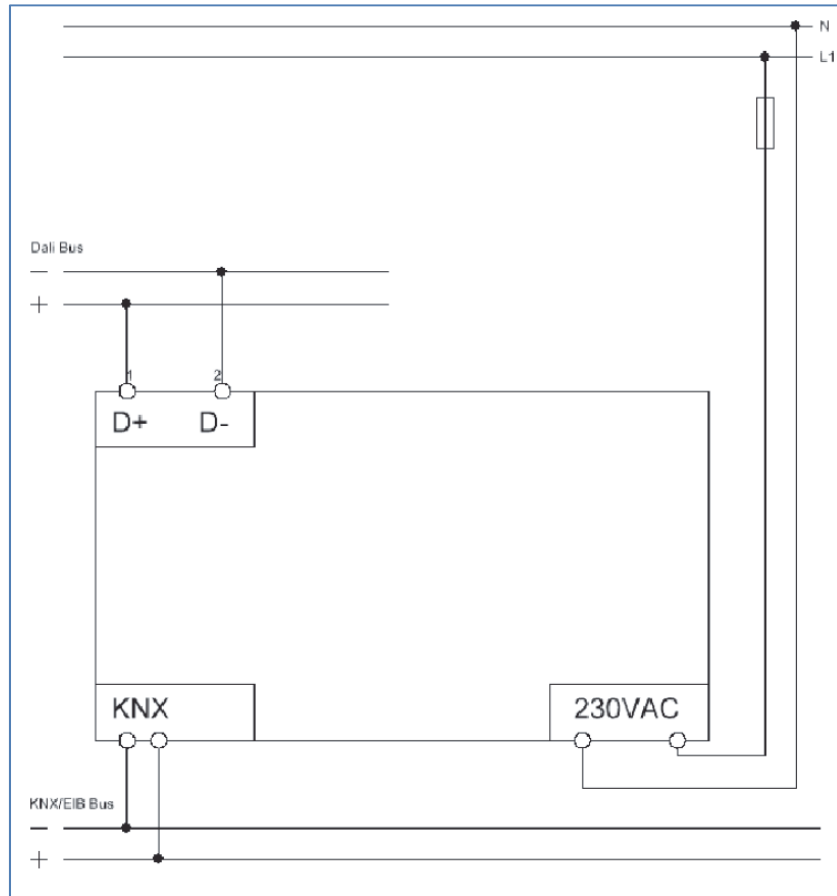 N
L1
Dali Bus
−
+
1 2
D+ D-
KNX 230VAC
KNX/EIB Bus
−
+